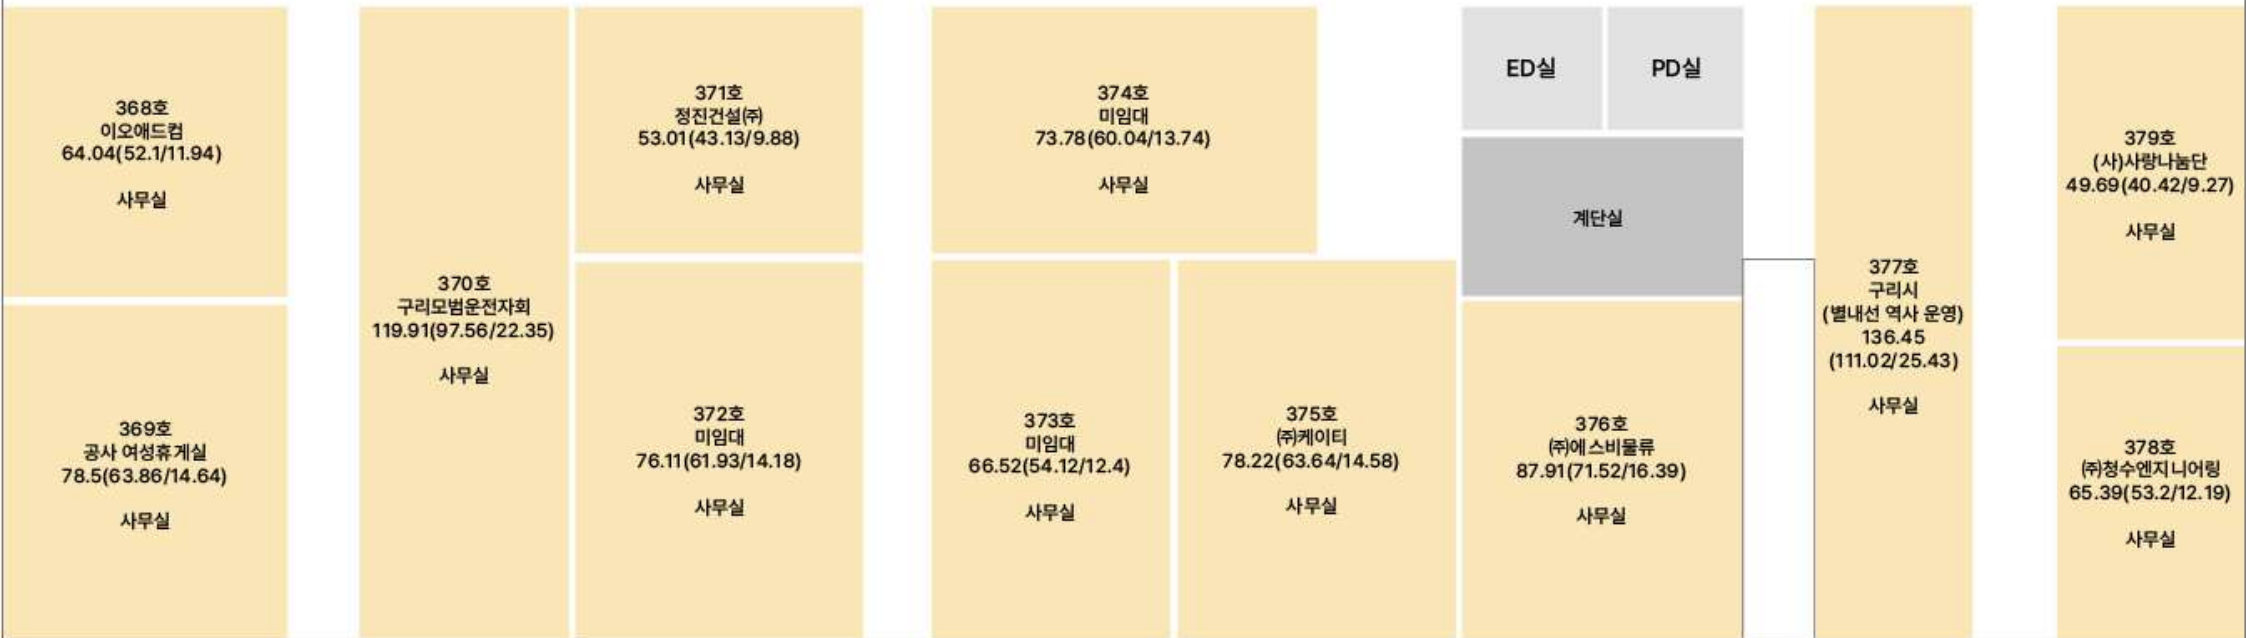 368호
이오애드컴
64.04(52.1/11.94)
사무실
369호
공사 여성휴게실
78.5(63.86/14.64)
사무실
370호
구리모범운전자회
119.91(97.56/22.35)
사무실
371호
정진건설㈜
53.01(43.13/9.88)
사무실
372호
미임대
76.11(61.93/14.18)
사무실
374호
미임대
73.78(60.04/13.74)
사무실
373호
미임대
66.52(54.12/12.4)
사무실
375호
㈜케이티
78.22(63.64/14.58)
사무실
ED실
PD실
계단실
376호
㈜에스비물류
87.91(71.52/16.39)
사무실
377호
구리시
(별내선 역사 운영)
136.45
(111.02/25.43)
사무실
379호
(사)사랑나눔단
49.69(40.42/9.27)
사무실
378호
㈜청수엔지니어링
65.39(53.2/12.19)
사무실